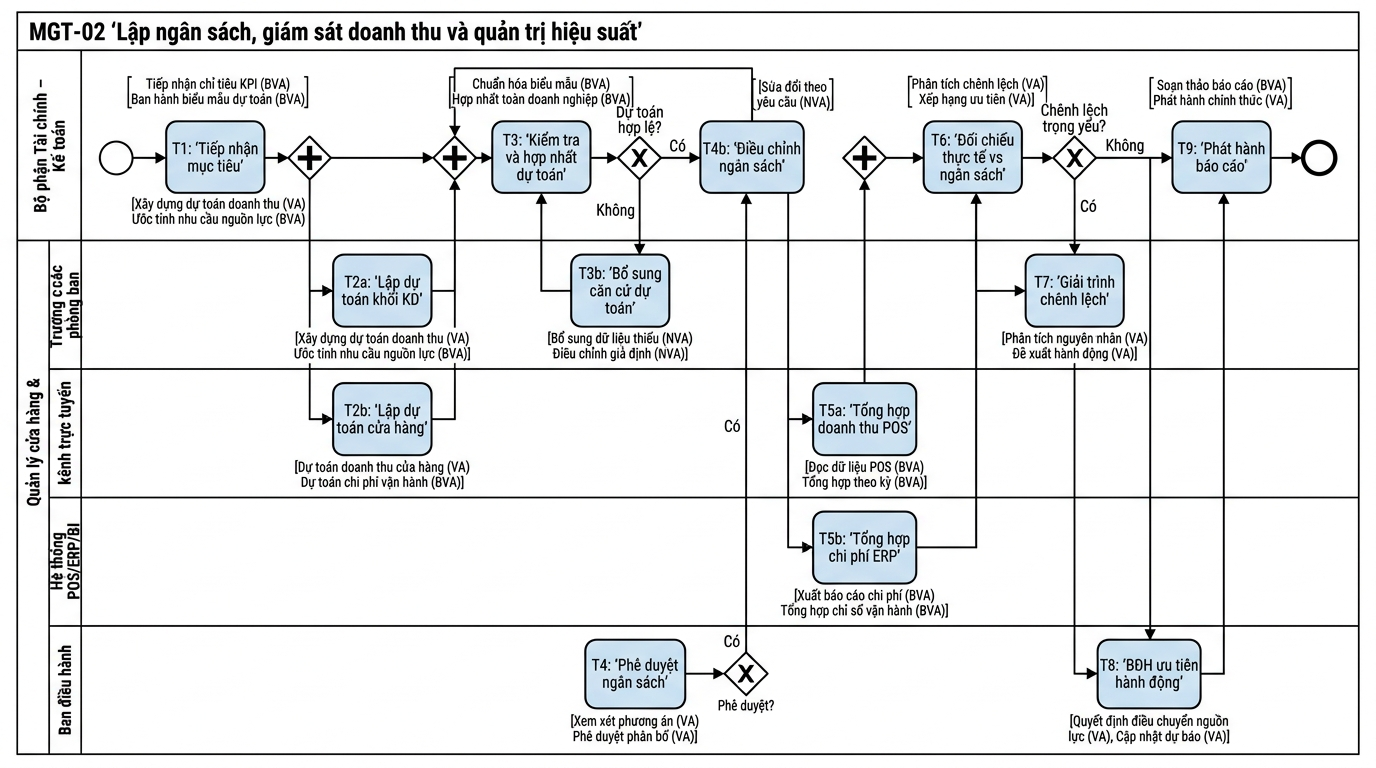 MGT-02 ‘Lập ngân sách, giám sát doanh thu và quản trị hiệu suất’
Bộ phận Tài chính –
Kế toán
[Tiếp nhận chỉ tiêu KPI (BVA)
Ban hành biểu mẫu dự toán (BVA)]
T1: ‘Tiếp nhận
mục tiêu’
[Xây dựng dự toán doanh thu (VA)
Ước tính nhu cầu nguồn lực (BVA)]
[Chuẩn hóa biểu mẫu (BVA)
Hợp nhất toàn doanh nghiệp (BVA)]
T3: ‘Kiểm tra
và hợp nhất
dự toán’
Dự toán
hợp lệ?
Có
Không
[Sửa đổi theo
yêu cầu (NVA)]
T4b: ‘Điều chỉnh
ngân sách’
[Phân tích chênh lệch (VA)
Xếp hạng ưu tiên (VA)]
T6: ‘Đối chiếu
thực tế vs
ngân sách’
Chênh lệch
trọng yếu?
Không
Có
[Soạn thảo báo cáo (BVA)
Phát hành chính thức (VA)]
T9: ‘Phát hành
báo cáo’
Quản lý cửa hàng &
Trưởng các
phòng ban
T2a: ‘Lập dự
toán khối KD’
[Xây dựng dự toán doanh thu (VA)
Ước tính nhu cầu nguồn lực (BVA)]
T3b: ‘Bổ sung
căn cứ dự
toán’
[Bổ sung dữ liệu thiếu (NVA)
Điều chỉnh giả định (NVA)]
T7: ‘Giải trình
chênh lệch’
[Phân tích nguyên nhân (VA)
Đề xuất hành động (VA)]
kênh trực tuyến
T2b: ‘Lập dự
toán cửa hàng’
[Dự toán doanh thu cửa hàng (VA)
Dự toán chi phí vận hành (BVA)]
Có
T5a: ‘Tổng hợp
doanh thu POS’
[Đọc dữ liệu POS (BVA)
Tổng hợp theo kỳ (BVA)]
Hệ thống
POS/ERP/BI
T5b: ‘Tổng hợp
chi phí ERP’
[Xuất báo cáo chi phí (BVA)
Tổng hợp chỉ số vận hành (BVA)]
Ban điều hành
T4: ‘Phê duyệt
ngân sách’
[Xem xét phương án (VA)
Phê duyệt phân bổ (VA)]
Có
Phê duyệt?
T8: ‘BĐH ưu tiên
hành động’
[Quyết định điều chuyển nguồn
lực (VA), Cập nhật dự báo (VA)]